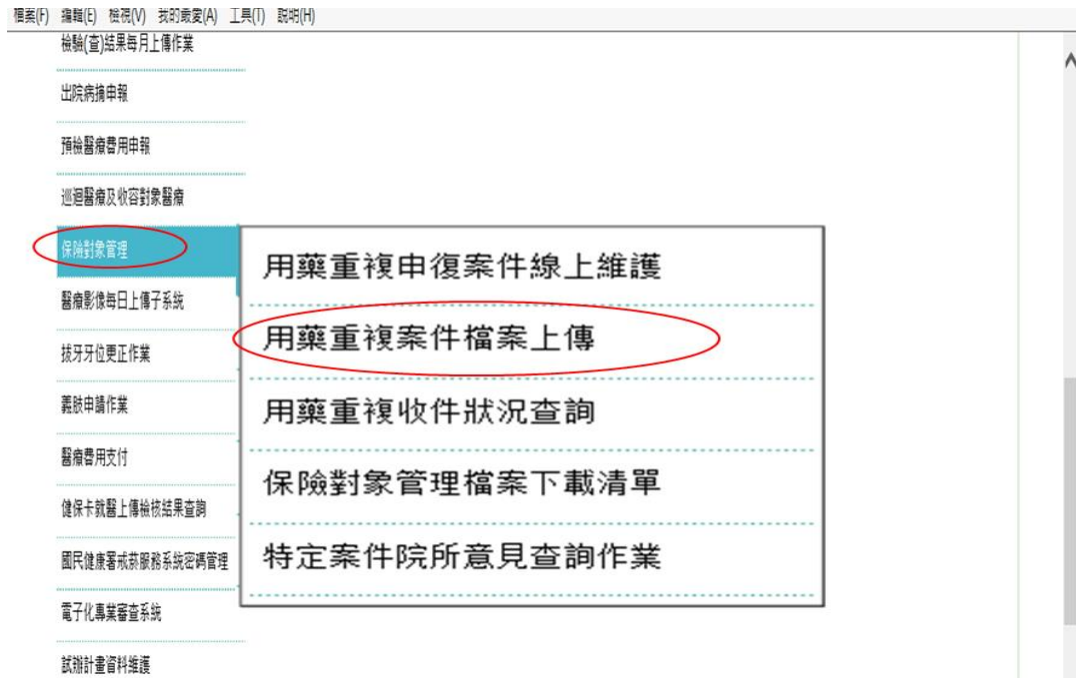 檔案(F) 編輯(E) 檢視(V) 我的最愛(A) 工具(T) 說明(H)
檢驗(查)結果每月上傳作業
出院病摘申報
預檢醫療費用申報
巡迴醫療及收容對象醫療
保險對象管理
用藥重複申復案件線上維護
用藥重複案件檔案上傳
用藥重複收件狀況查詢
保險對象管理檔案下載清單
特定案件院所意見查詢作業
醫療影像每日上傳子系統
拔牙牙位更正作業
義肢申請作業
醫療費用支付
健保卡就醫上傳檢核結果查詢
國民健康署戒菸服務系統密碼管理
電子化專業審查系統
試辦計畫資料維護